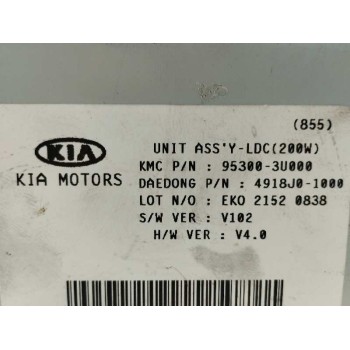 (855)
KIA
KIA MOTORS
UNIT ASS'Y-LDC(200W)
KMC P/N : 95300-3U000
DAEDONG P/N : 4918J0-1000
LOT N/O : EKO 2152 0838
S/W VER : V102
H/W VER : V4.0